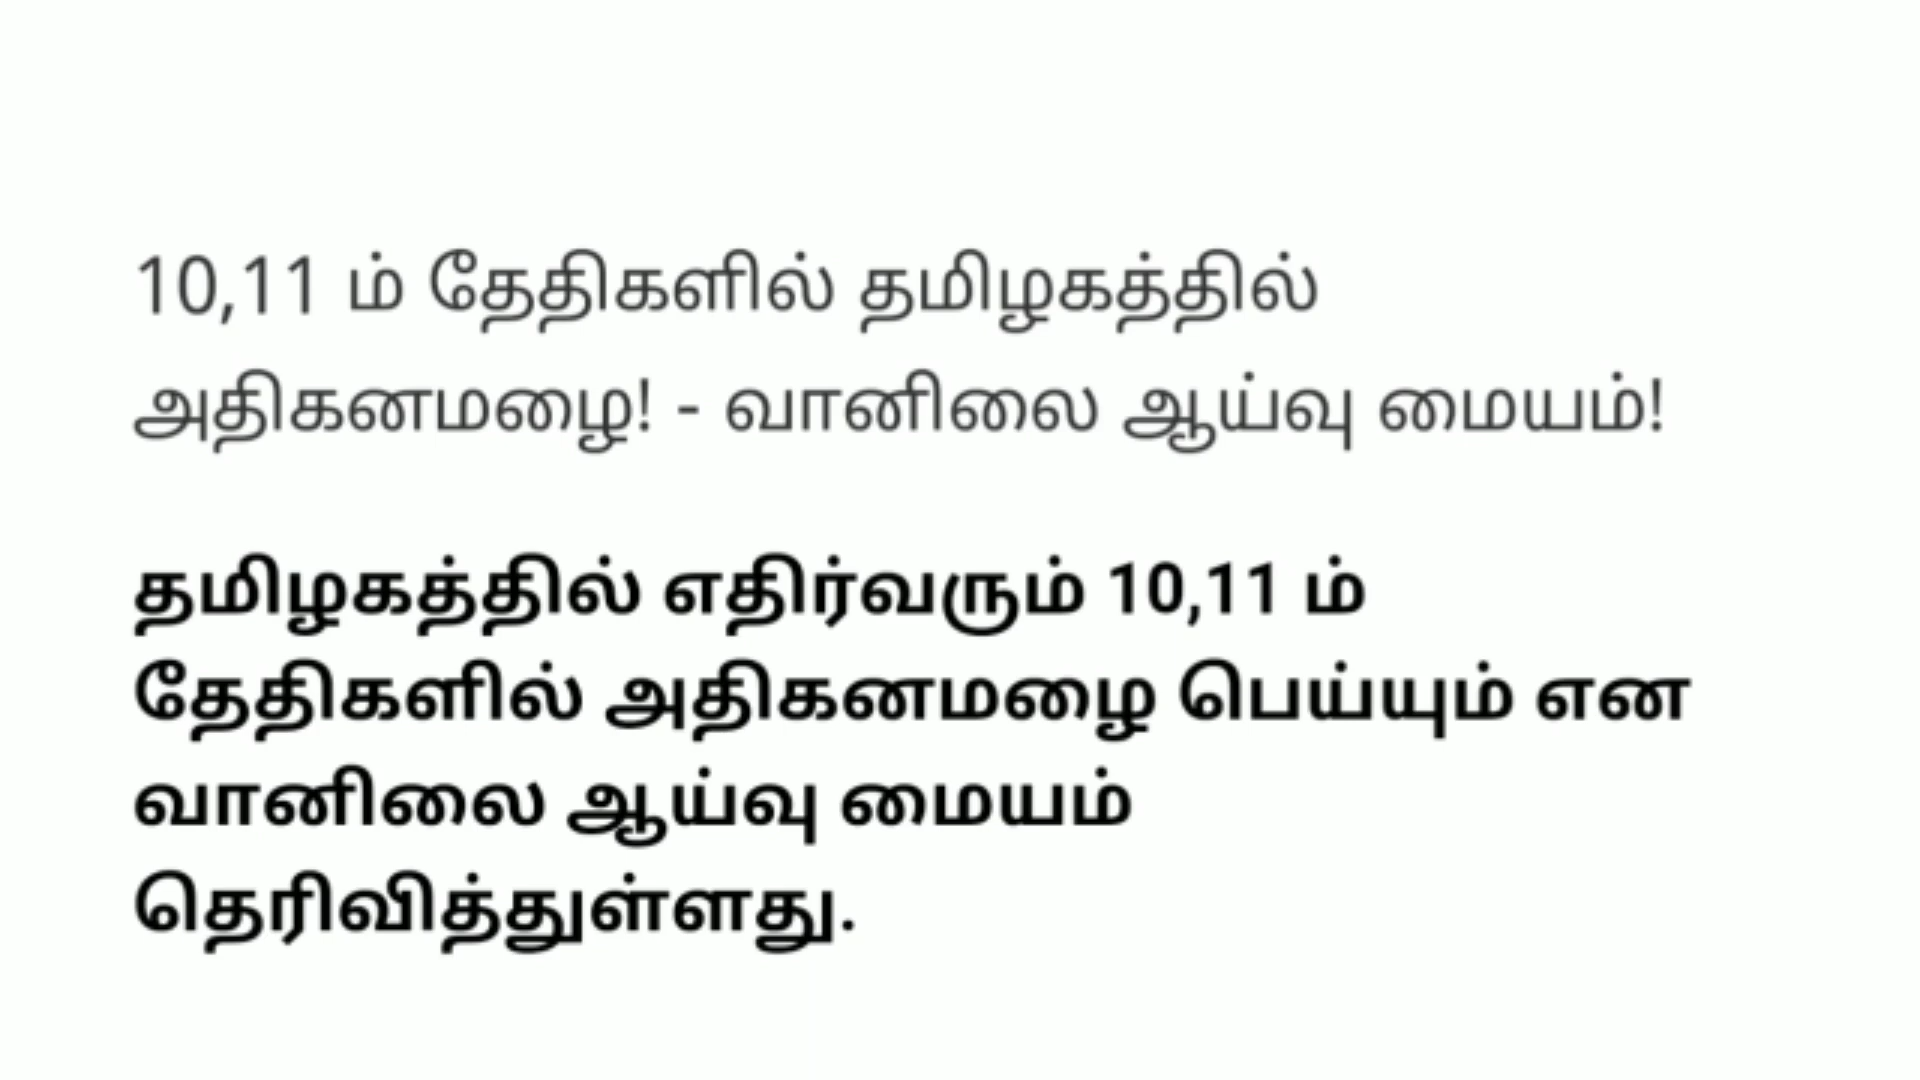 10,11 ம் தேதிகளில் தமிழகத்தில்
அதிகனமழை! - வானிலை ஆய்வு மையம்!
தமிழகத்தில் எதிர்வரும் 10,11 ம்
தேதிகளில் அதிகனமழை பெய்யும் என
வானிலை ஆய்வு மையம்
தெரிவித்துள்ளது.